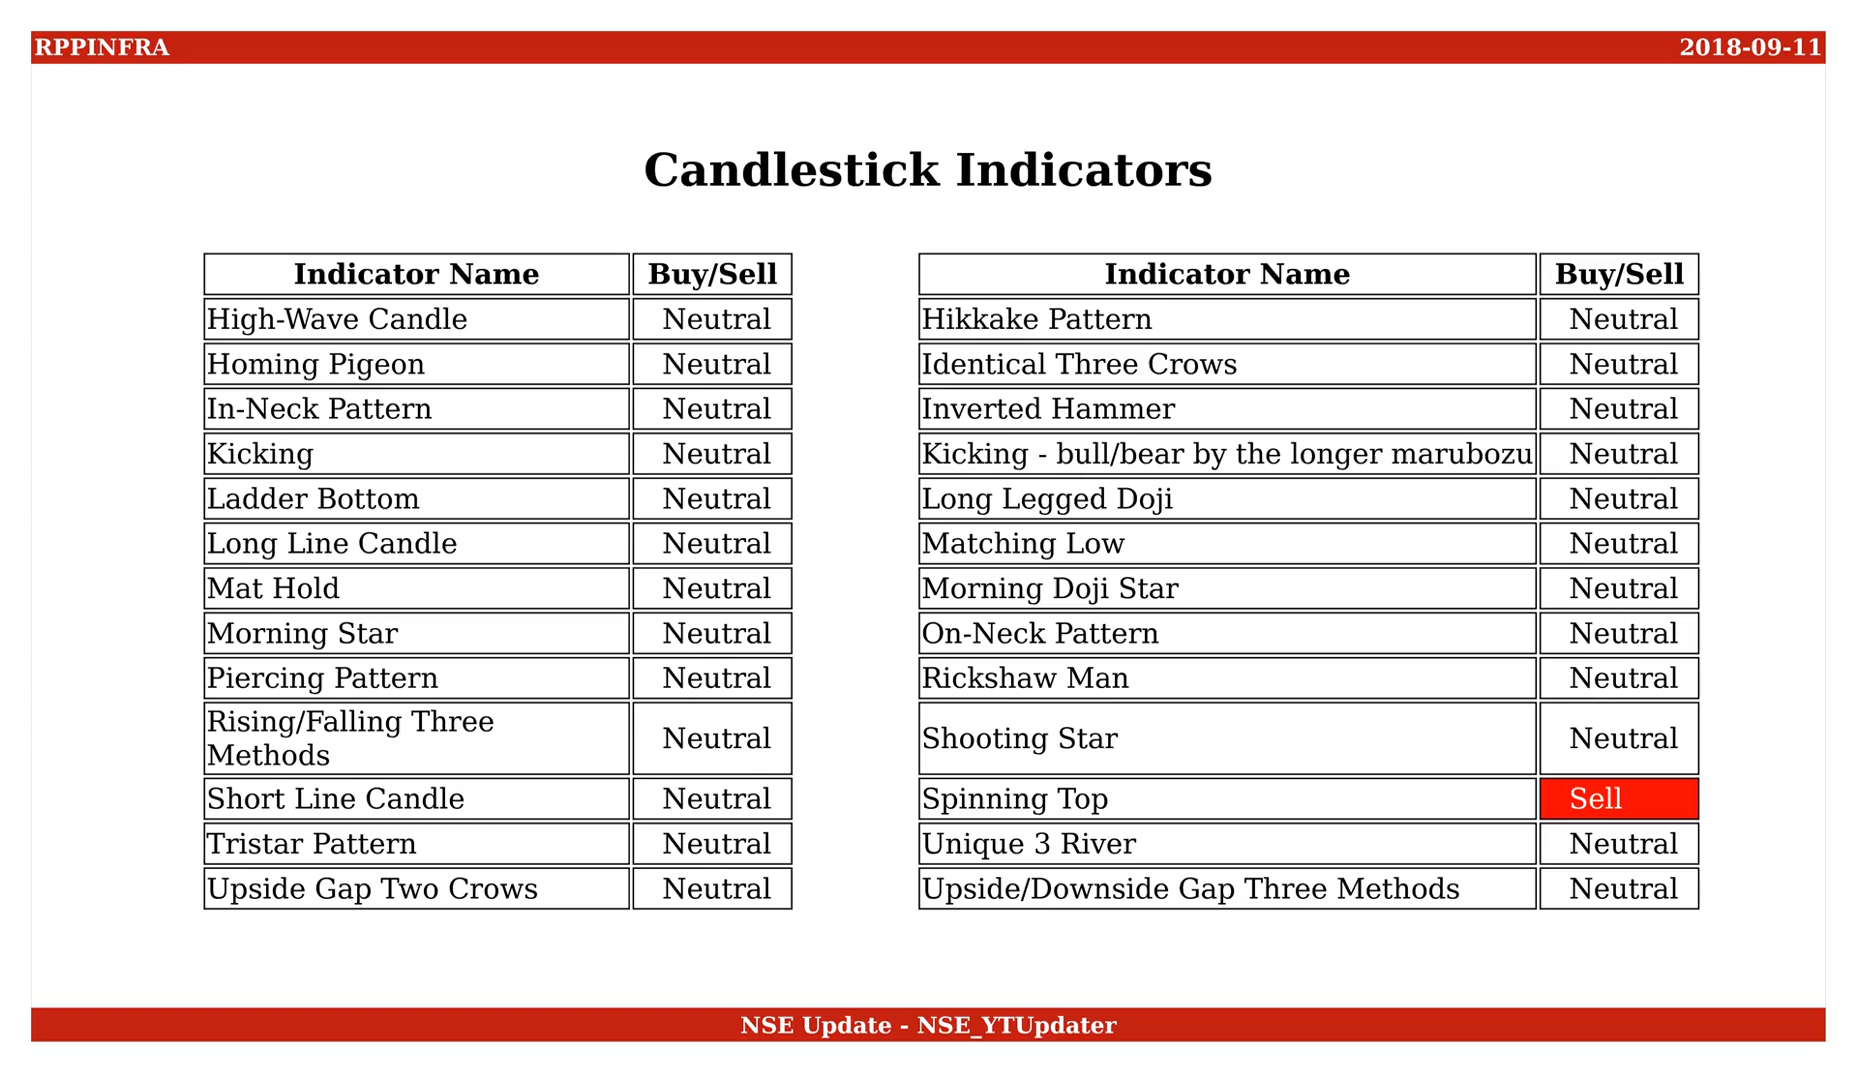 RPPINFRA
2018-09-11
Candlestick Indicators
Indicator Name Buy/Sell
High-Wave Candle Neutral
Homing Pigeon Neutral
In-Neck Pattern Neutral
Kicking Neutral
Ladder Bottom Neutral
Long Line Candle Neutral
Mat Hold Neutral
Morning Star Neutral
Piercing Pattern Neutral
Rising/Falling Three
Methods Neutral
Short Line Candle Neutral
Tristar Pattern Neutral
Upside Gap Two Crows Neutral
Indicator Name Buy/Sell
Hikkake Pattern Neutral
Identical Three Crows Neutral
Inverted Hammer Neutral
Kicking - bull/bear by the longer marubozu Neutral
Long Legged Doji Neutral
Matching Low Neutral
Morning Doji Star Neutral
On-Neck Pattern Neutral
Rickshaw Man Neutral
Shooting Star Neutral
Spinning Top Sell
Unique 3 River Neutral
Upside/Downside Gap Three Methods Neutral
NSE Update - NSE_YTUpdater